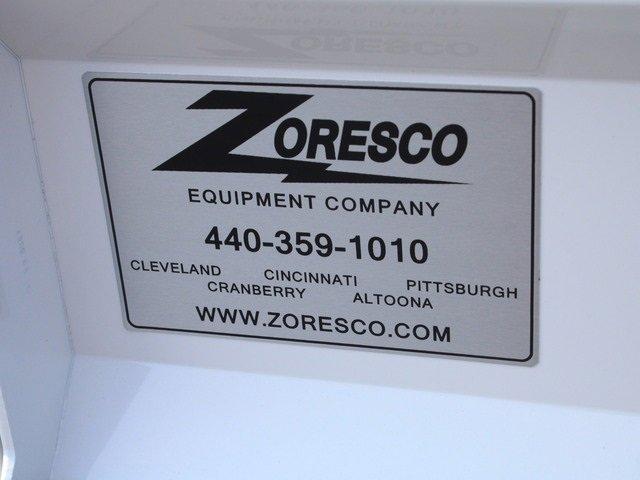 ZORESCO
EQUIPMENT COMPANY
440-359-1010
CLEVELAND CINCINNATI PITTSBURGH
CRANBERRY ALTOONA
WWW.ZORESCO.COM